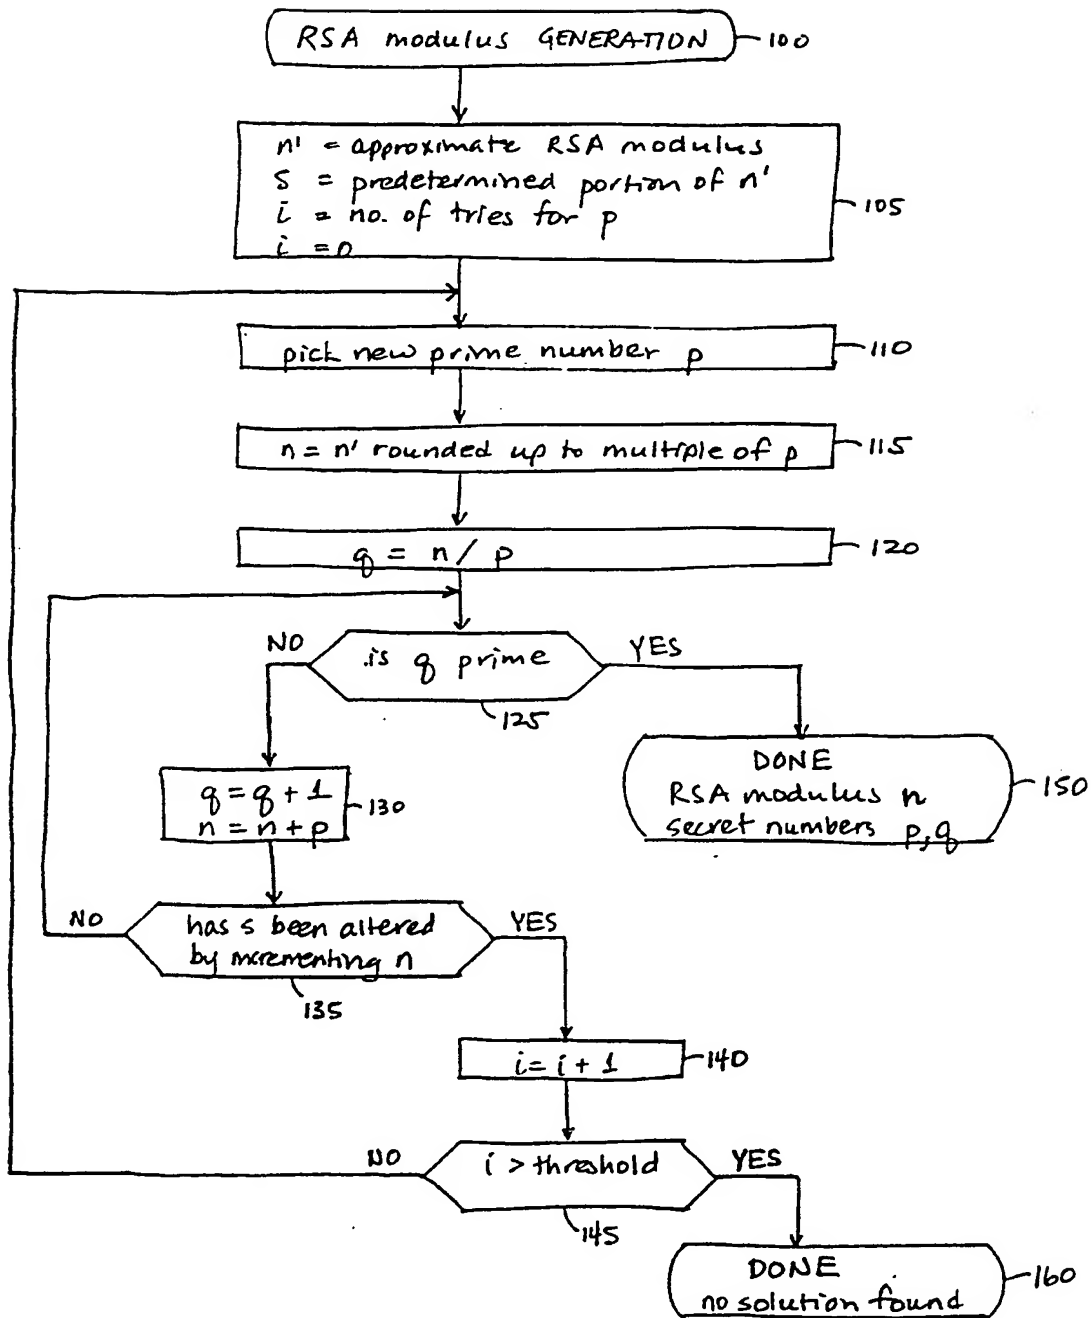 RSA modulus GENERATION
100
n' = approximate RSA modulus
s = predetermined portion of n'
i = no. of tries for p
i = 0
105
pick new prime number p
110
n = n' rounded up to multiple of p
115
q = n / p
120
NO
is q prime
YES
125
q = q + 1
n = n + p
130
DONE
RSA modulus n
secret numbers p,q
150
NO
has s been altered
by incrementing n
YES
135
i = i + 1
140
NO
i > threshold
YES
145
DONE
no solution found
160